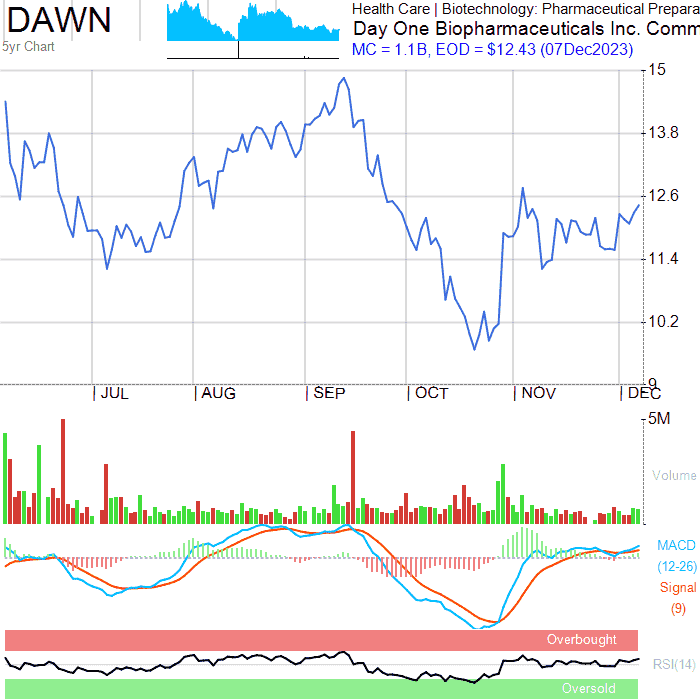 DAWN
5yr Chart
Health Care | Biotechnology: Pharmaceutical Prepara
Day One Biopharmaceuticals Inc. Comm
MC = 1.1B, EOD = $12.43 (07Dec2023)
15
13.8
12.6
11.4
10.2
9
JUL AUG SEP OCT NOV DEC
5M
Volume
MACD
(12-26)
Signal
(9)
Overbought
RSI(14)
Oversold